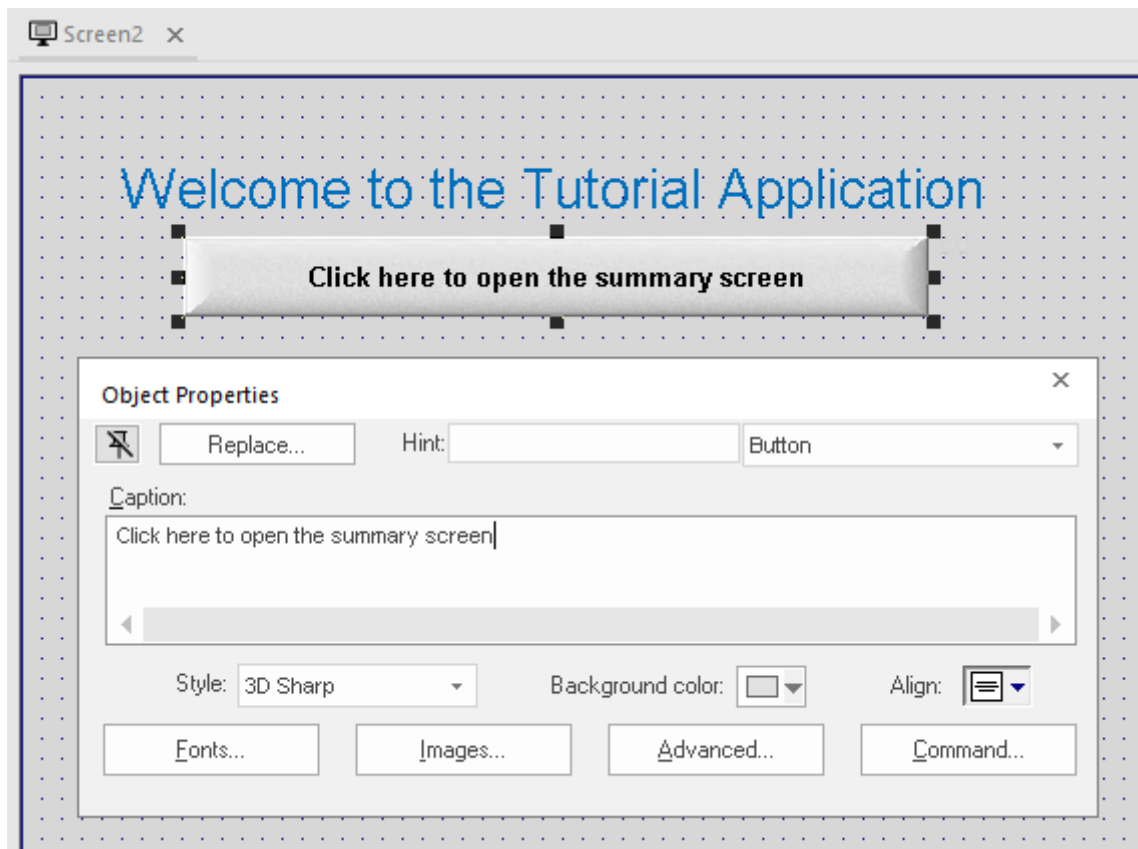 Screen2
Welcome to the Tutorial Application
Click here to open the summary screen
Object Properties
Replace... Hint: Button
Caption:
Click here to open the summary screen
Style: 3D Sharp Background color: Align:
Fonts... Images... Advanced... Command...